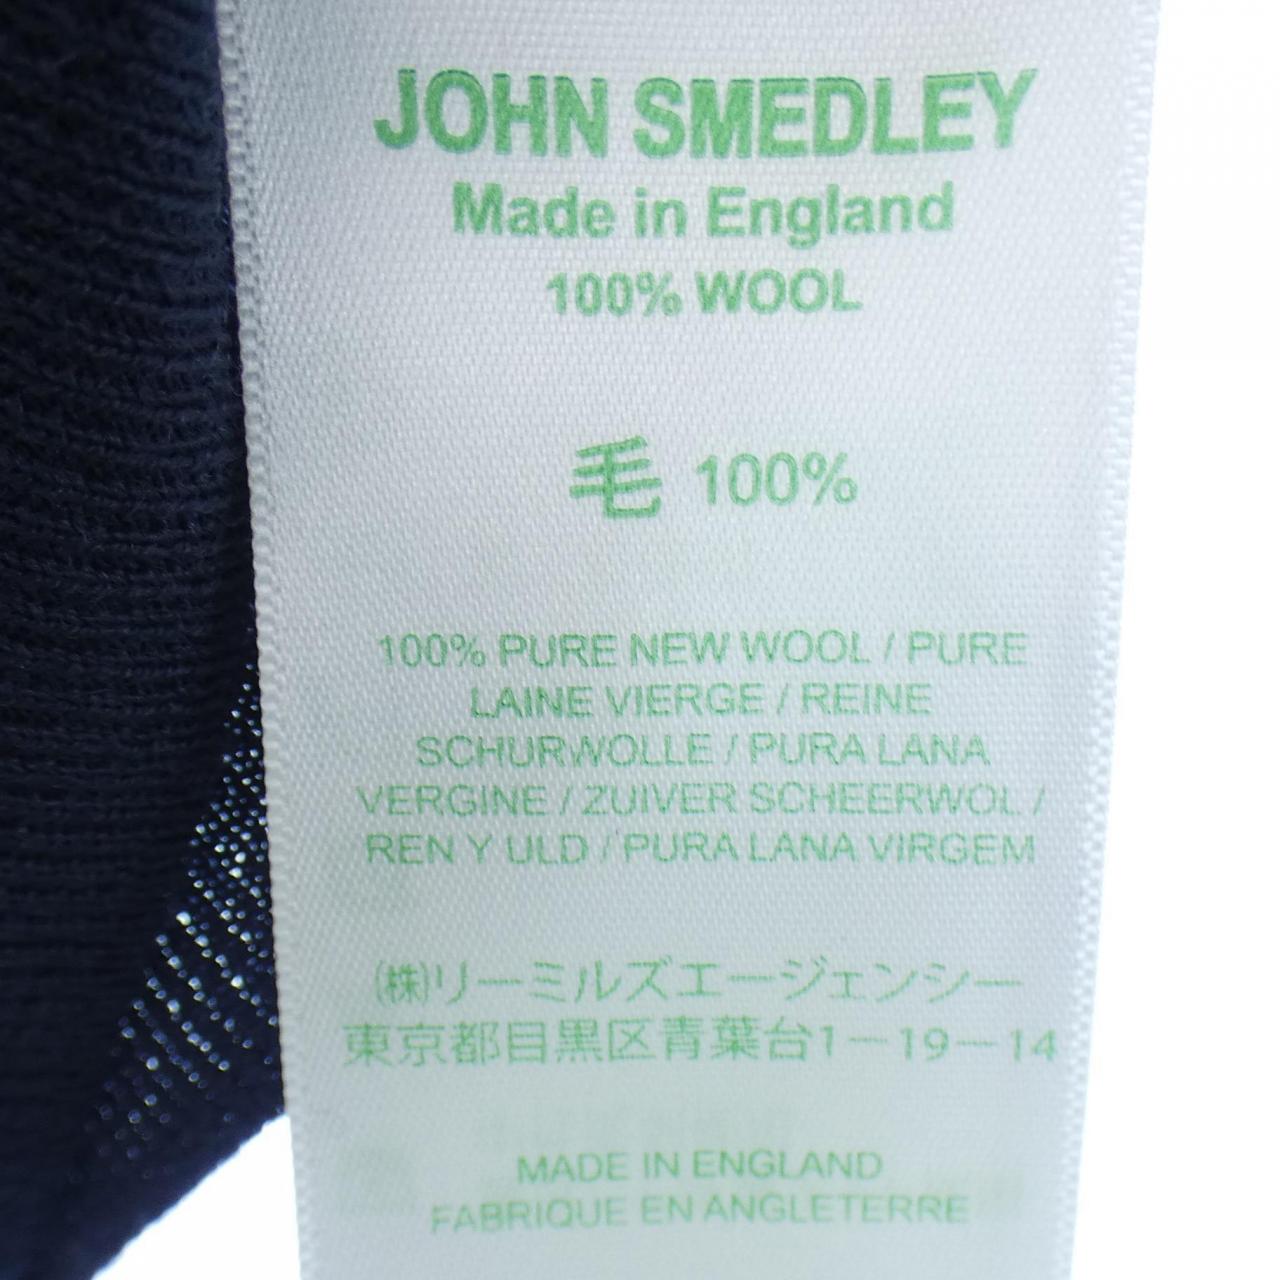 JOHN SMEDLEY
Made in England
100% WOOL
毛 100%
100% PURE NEW WOOL / PURE
LAINE VIERGE / REINE
SCHURWOLLE / PURA LANA
VERGINE / ZUIVER SCHEERWOL /
REN Y ULD / PURA LANA VIRGEM
(株)リーミルズエージェンシー
東京都目黒区青葉台1－19－14
MADE IN ENGLAND
FABRIQUE EN ANGLETERRE